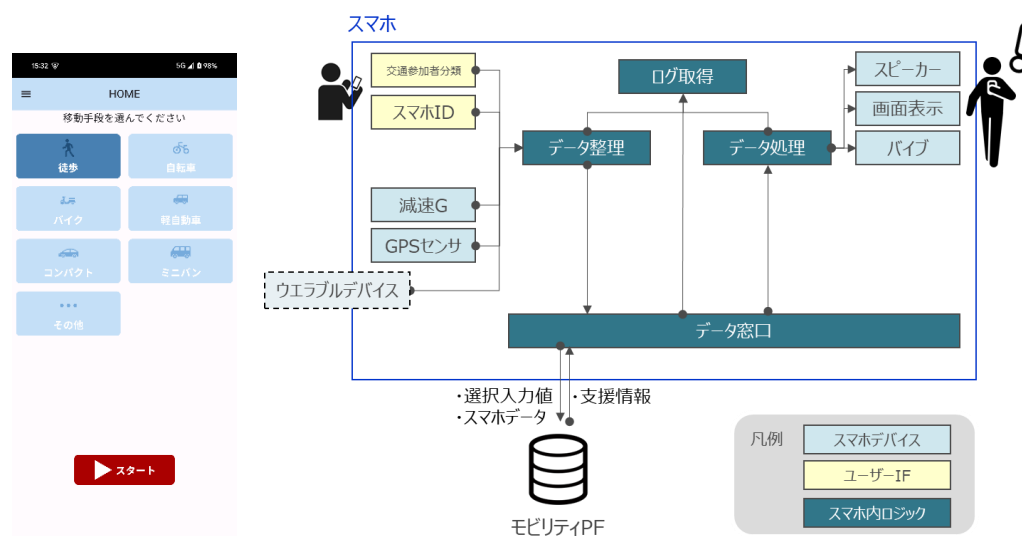 15:32
5G 98%
HOME
移動手段を選んでください
徒歩
自転車
バイク
軽自動車
コンパクト
ミニバン
その他
スタート
スマホ
交通参加者分類
スマホID
減速G
GPSセンサ
ウエラブルデバイス
ログ取得
データ整理
データ処理
スピーカー
画面表示
バイブ
データ窓口
・選択入力値
・スマホデータ
・支援情報
モビリティPF
凡例
スマホデバイス
ユーザーIF
スマホ内ロジック